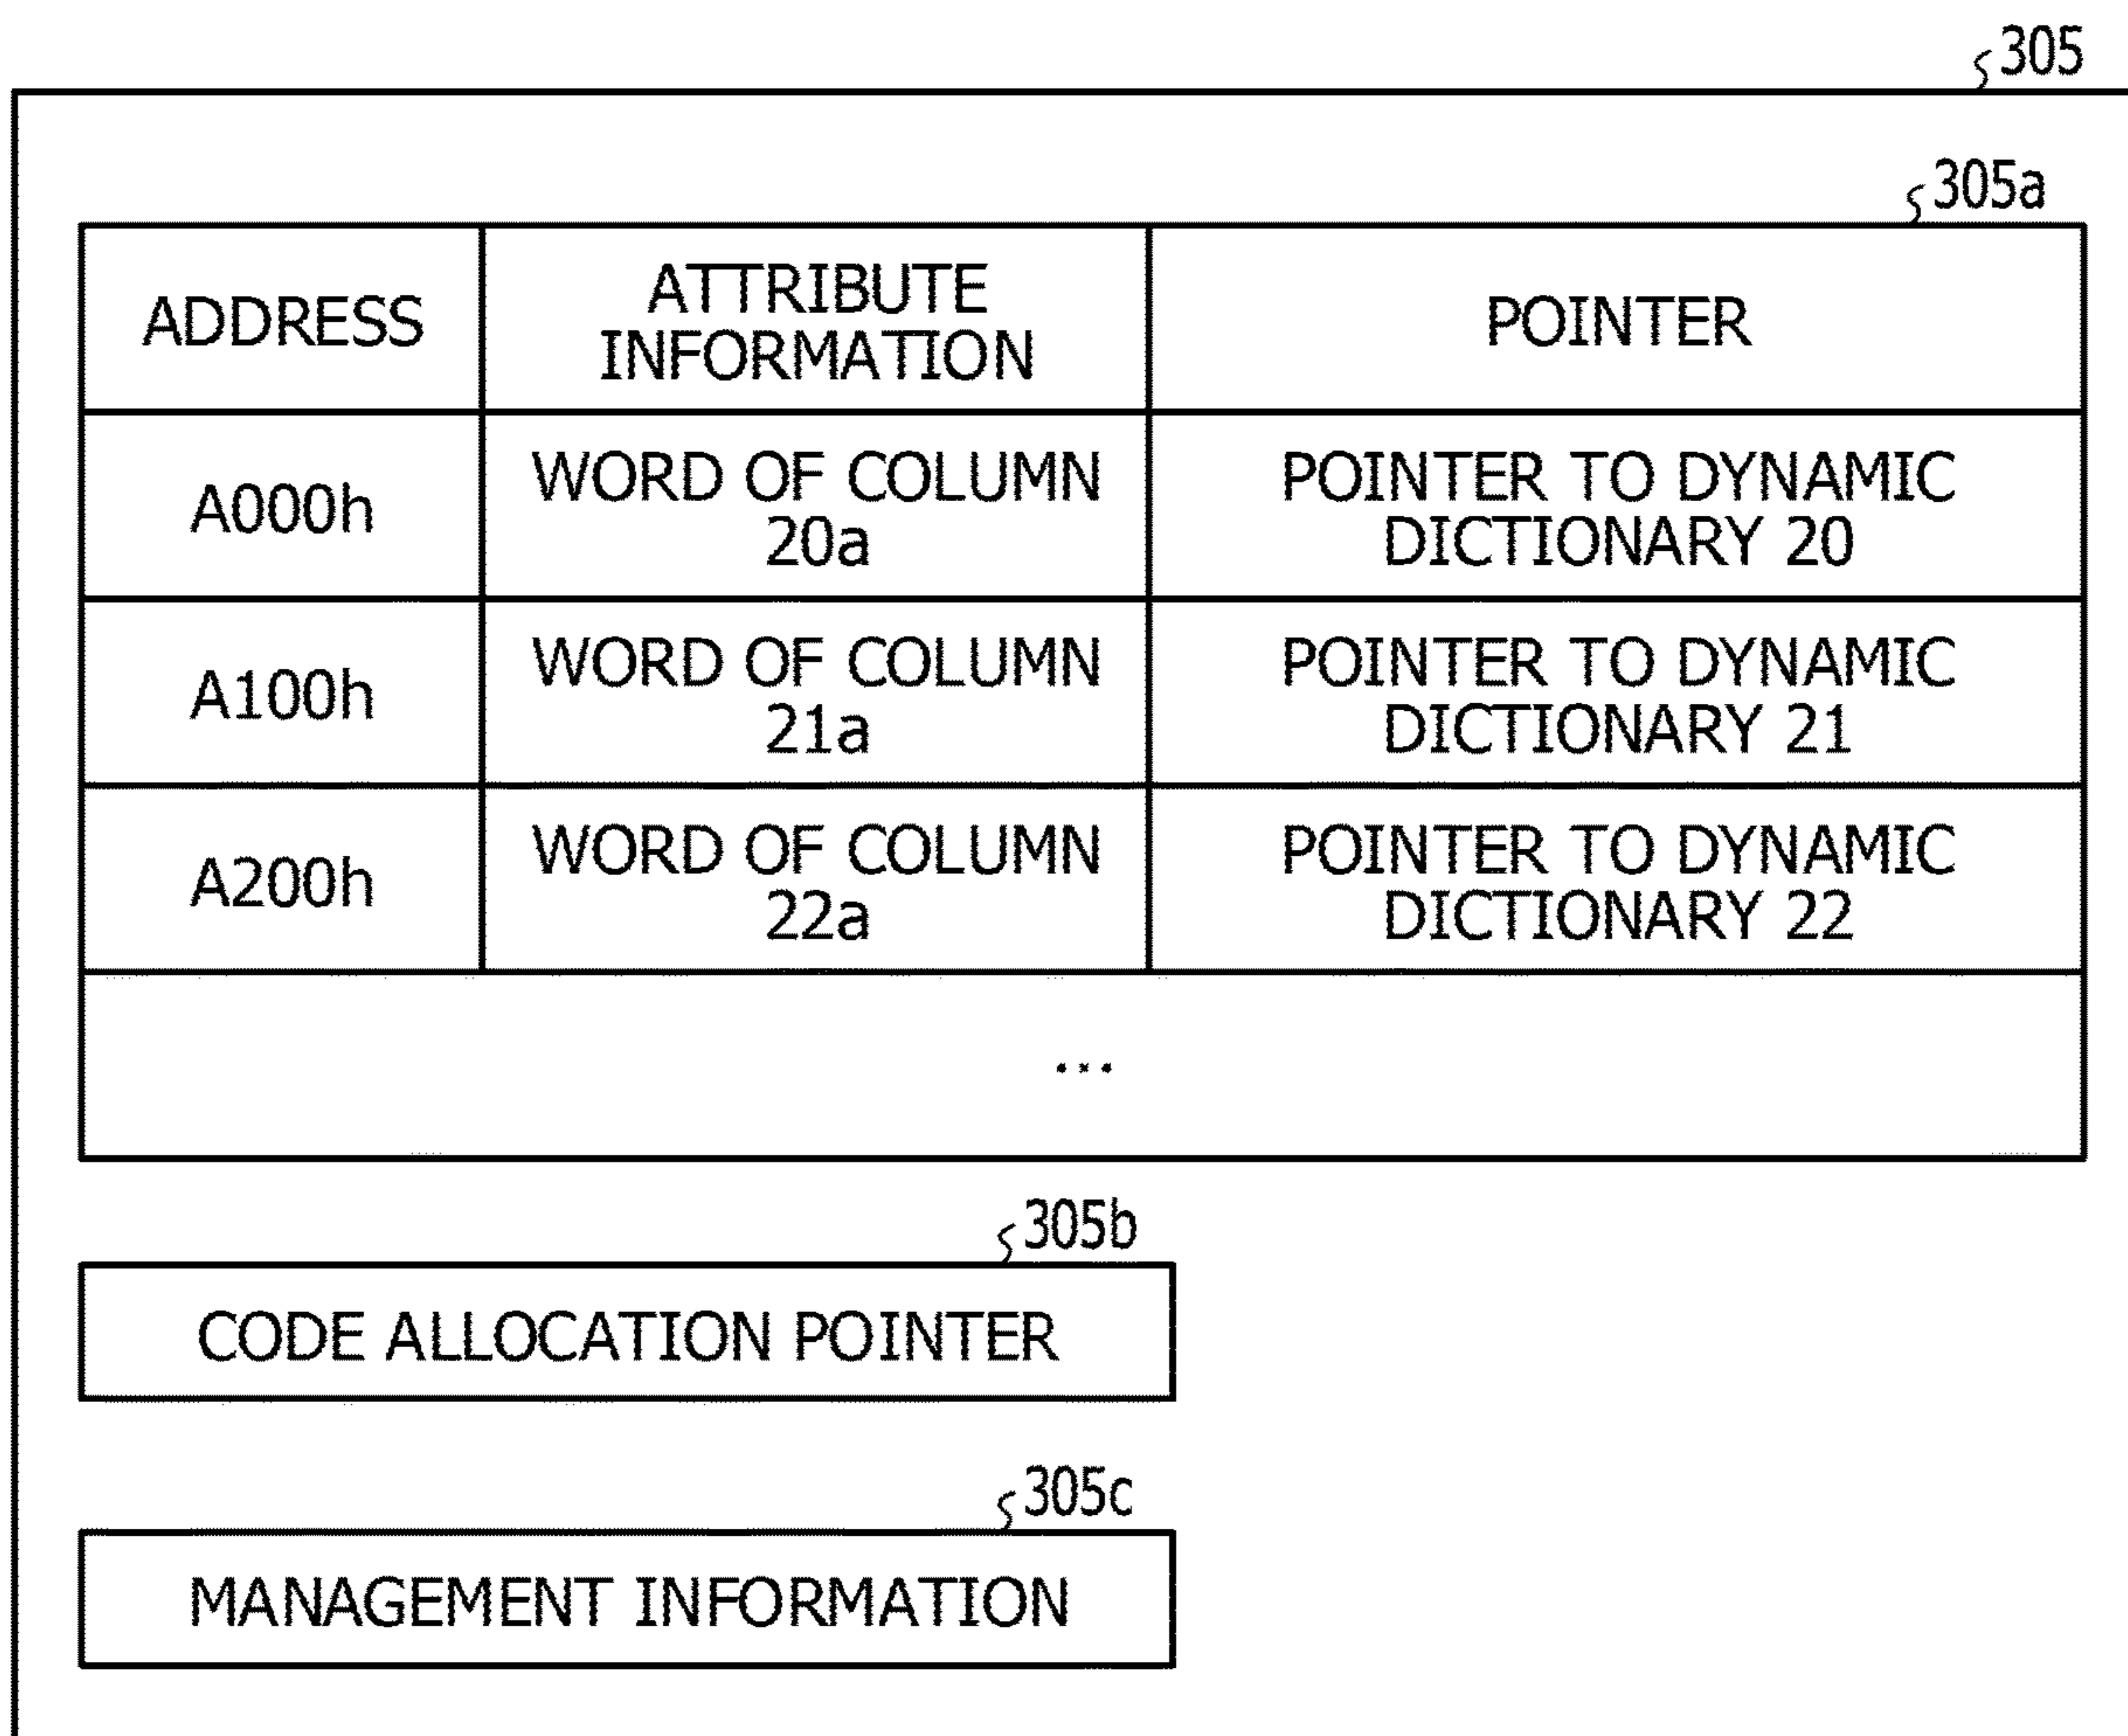 305
305a
ADDRESS
ATTRIBUTE
INFORMATION
POINTER
A000h
WORD OF COLUMN
20a
POINTER TO DYNAMIC
DICTIONARY 20
A100h
WORD OF COLUMN
21a
POINTER TO DYNAMIC
DICTIONARY 21
A200h
WORD OF COLUMN
22a
POINTER TO DYNAMIC
DICTIONARY 22
...
305b
CODE ALLOCATION POINTER
305c
MANAGEMENT INFORMATION